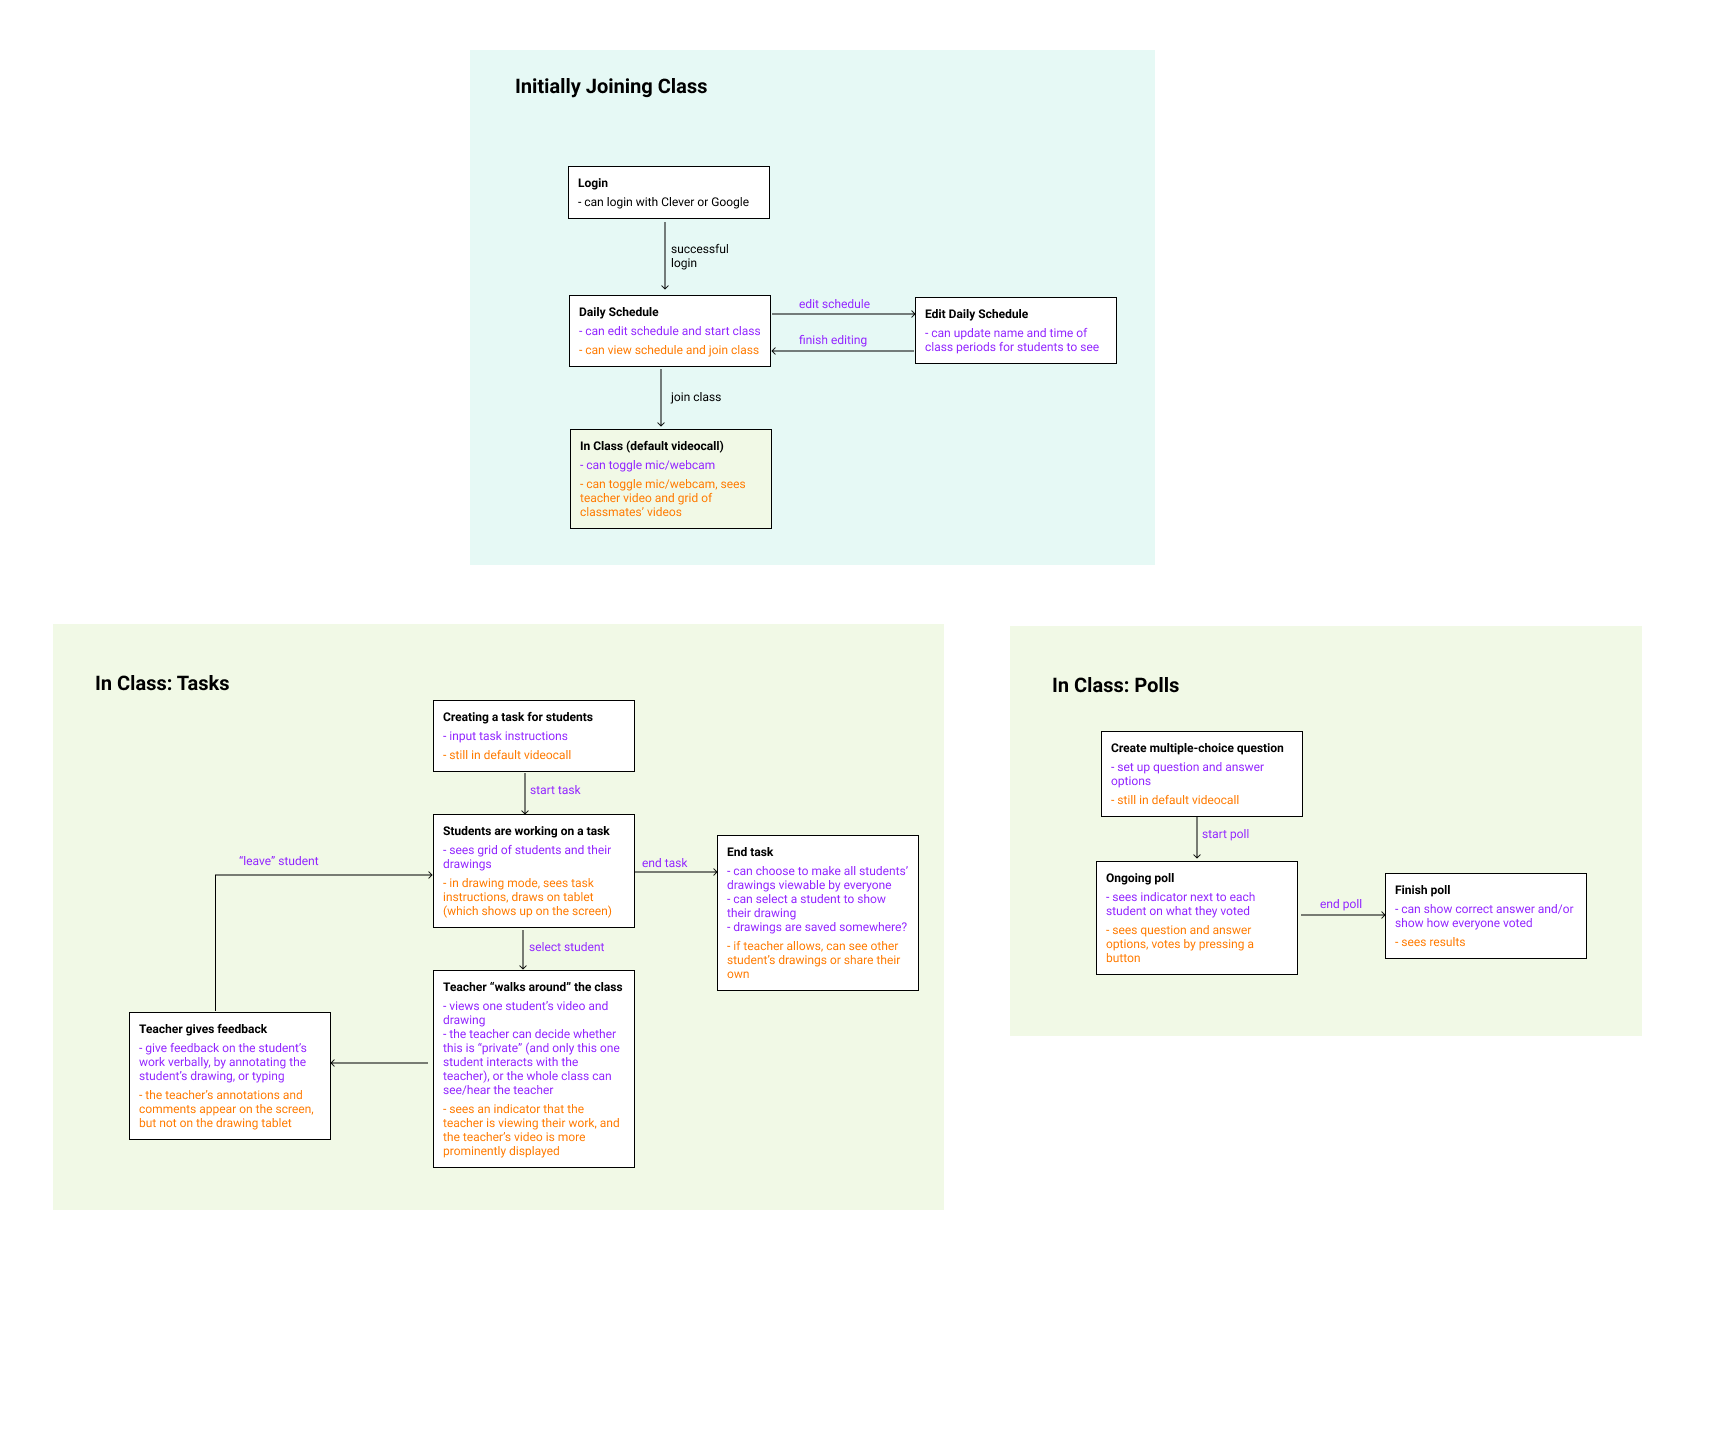 Initially Joining Class
Login
- can login with Clever or Google
successful
login
Daily Schedule
- can edit schedule and start class
- can view schedule and join class
edit schedule
finish editing
Edit Daily Schedule
- can update name and time of
class periods for students to see
join class
In Class (default videocall)
- can toggle mic/webcam
- can toggle mic/webcam, sees
teacher video and grid of
classmates' videos
In Class: Tasks
Creating a task for students
- input task instructions
- still in default videocall
start task
Students are working on a task
- sees grid of students and their
drawings
- in drawing mode, sees task
instructions, draws on tablet
(which shows up on the screen)
end task
End task
- can choose to make all students'
drawings viewable by everyone
- can select a student to show
their drawing
- drawings are saved somewhere?
- if teacher allows, can see other
student's drawings or share their
own
select student
Teacher “walks around” the class
- views one student's video and
drawing
- the teacher can decide whether
this is “private” (and only this one
student interacts with the
teacher), or the whole class can
see/hear the teacher
- sees an indicator that the
teacher is viewing their work, and
the teacher's video is more
prominently displayed
Teacher gives feedback
- give feedback on the student's
work verbally, by annotating the
student's drawing, or typing
- the teacher's annotations and
comments appear on the screen,
but not on the drawing tablet
“leave” student
In Class: Polls
Create multiple-choice question
- set up question and answer
options
- still in default videocall
start poll
Ongoing poll
- sees indicator next to each
student on what they voted
- sees question and answer
options, votes by pressing a
button
end poll
Finish poll
- can show correct answer and/or
show how everyone voted
- sees results